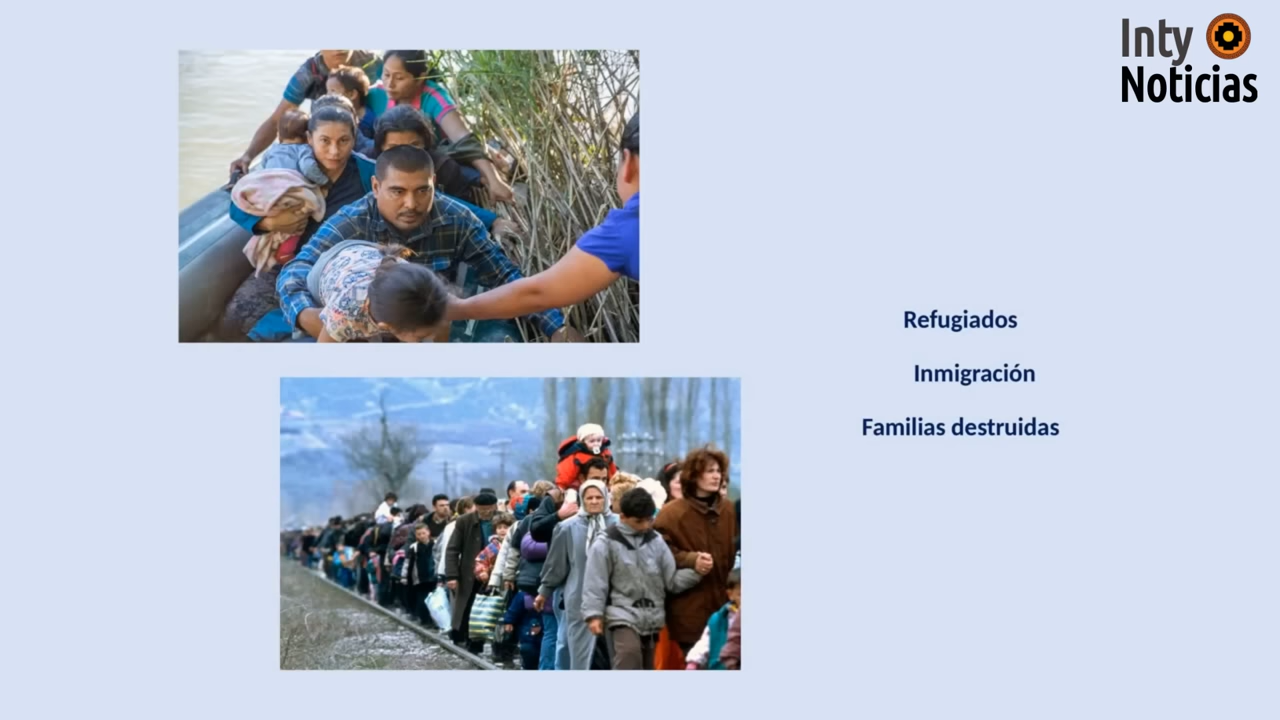 Inty
Noticias
Refugiados
Inmigración
Familias destruidas